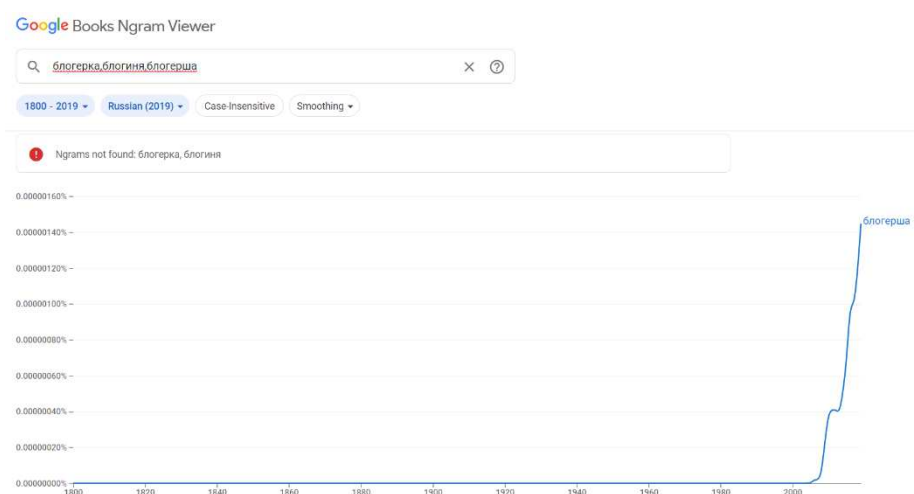 Google Books Ngram Viewer
блогерка,блогиня,блогерша
1800 - 2019 Russian (2019) Case-Insensitive Smoothing
Ngrams not found: блогерка, блогиня
0.00000160%
блогерша
0.00000140%
0.00000120%
0.00000100%
0.00000080%
0.00000060%
0.00000040%
0.00000020%
0.00000000%
1800 1820 1840 1860 1880 1900 1920 1940 1960 1980 2000